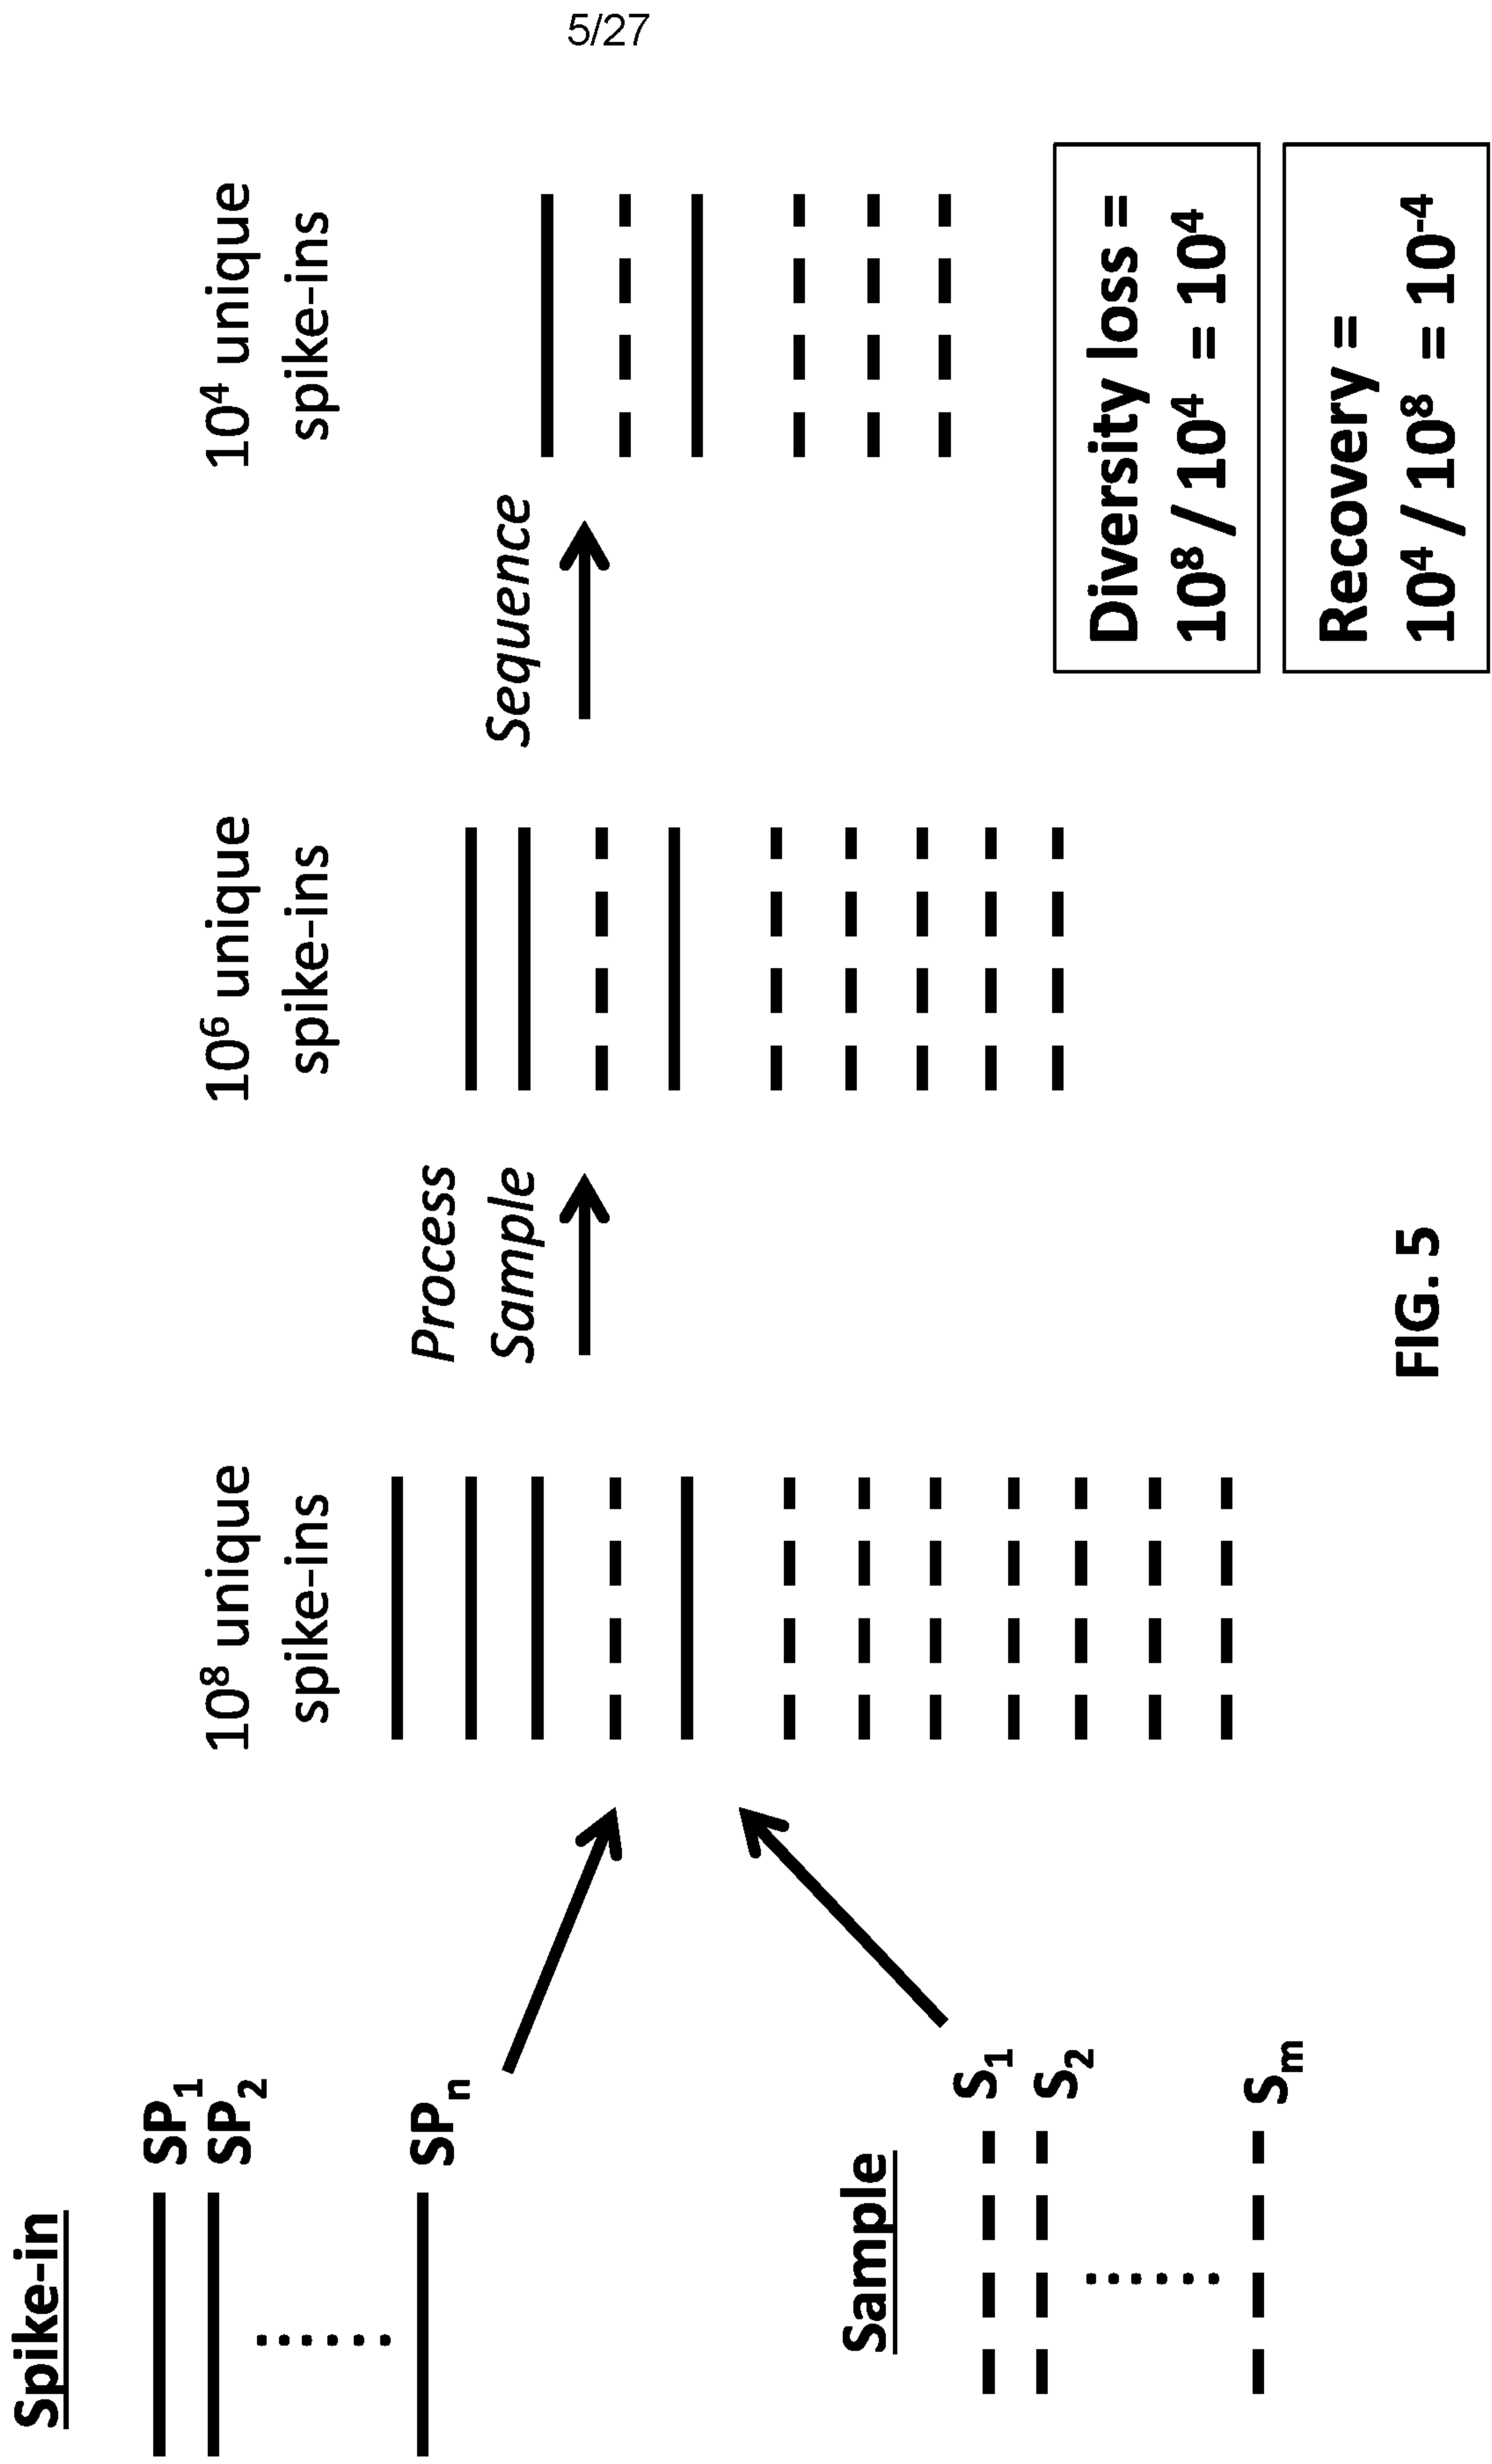 5/27
Spike-in
SP1
SP2
SPn
Sample
S1
S2
Sm
10⁸ unique
spike-ins
Process
Sample
10⁶ unique
spike-ins
Sequence
10⁴ unique
spike-ins
Diversity loss =
10⁸ / 10⁴ = 10⁴
Recovery =
10⁴ / 10⁸ = 10⁻⁴
FIG. 5